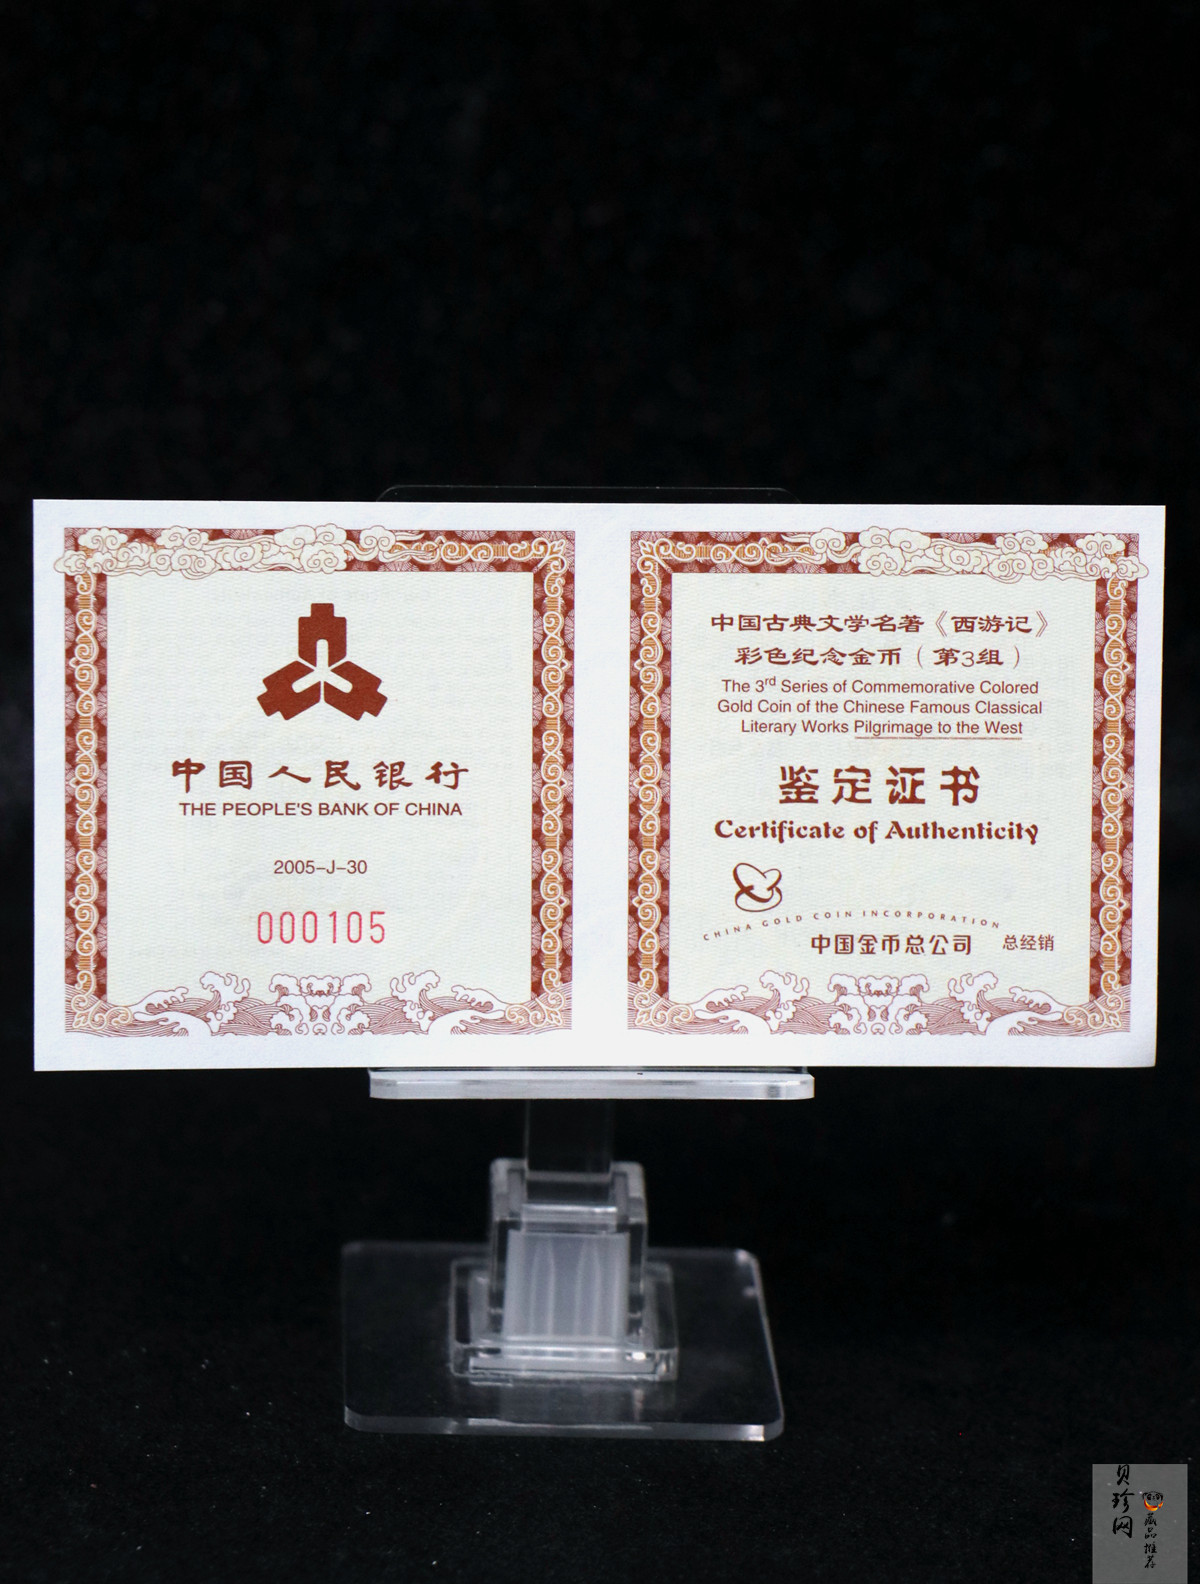 中国人民银行
THE PEOPLE'S BANK OF CHINA
2005-J-30
000105
中国古典文学名著《西游记》
彩色纪念金币（第3组）
The 3rd Series of Commemorative Colored
Gold Coin of the Chinese Famous Classical
Literary Works Pilgrimage to the West
鉴定证书
Certificate of Authenticity
CHINA GOLD COIN INCORPORATION
中国金币总公司 总经销
贝珍网
藏品推荐